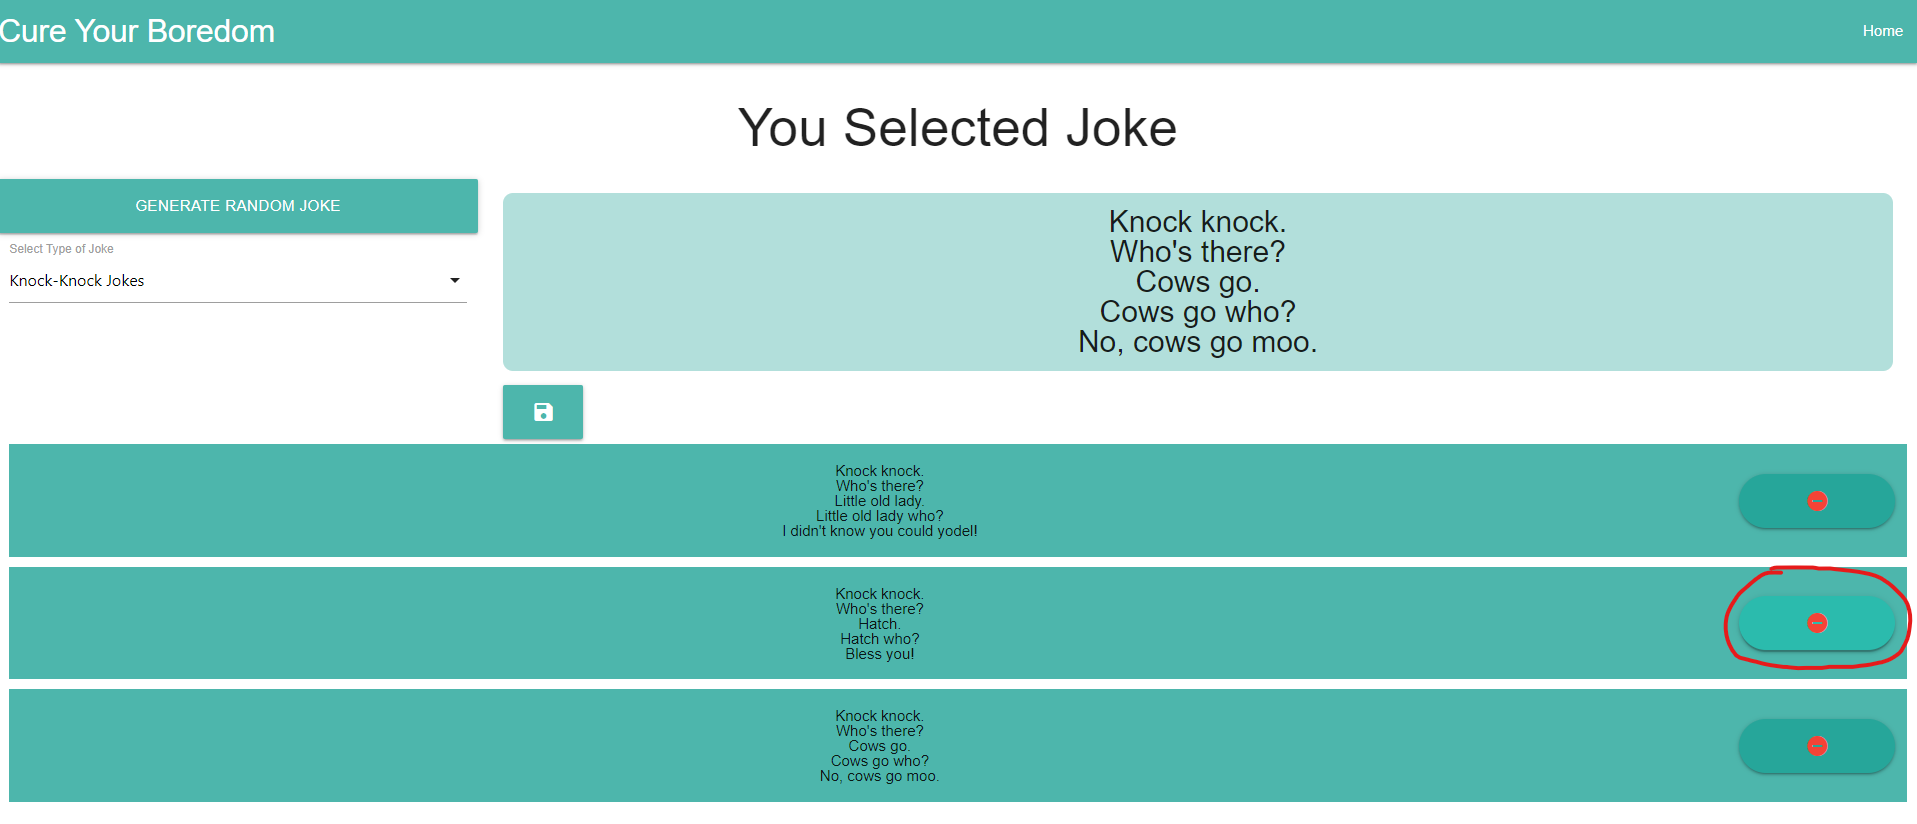 Cure Your Boredom
Home
You Selected Joke
GENERATE RANDOM JOKE
Select Type of Joke
Knock-Knock Jokes
Knock knock.
Who's there?
Cows go.
Cows go who?
No, cows go moo.
Knock knock.
Who's there?
Little old lady.
Little old lady who?
I didn't know you could yodel!
Knock knock.
Who's there?
Hatch.
Hatch who?
Bless you!
Knock knock.
Who's there?
Cows go.
Cows go who?
No, cows go moo.